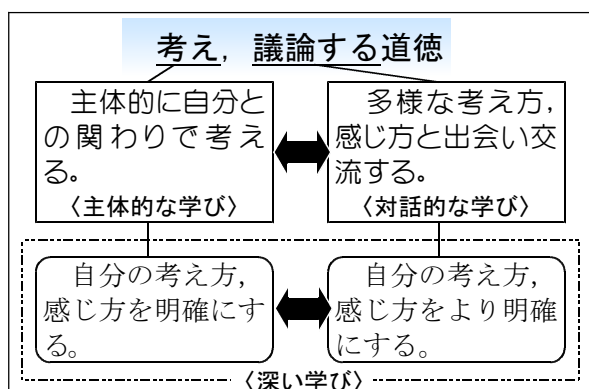 考え，議論する道徳
主体的に自分と
の関わりで考え
る。
〈主体的な学び〉
多様な考え方，
感じ方と出会い交
流する。
〈対話的な学び〉
自分の考え方，
感じ方を明確にす
る。
自分の考え方，
感じ方をより明確
にする。
〈深い学び〉